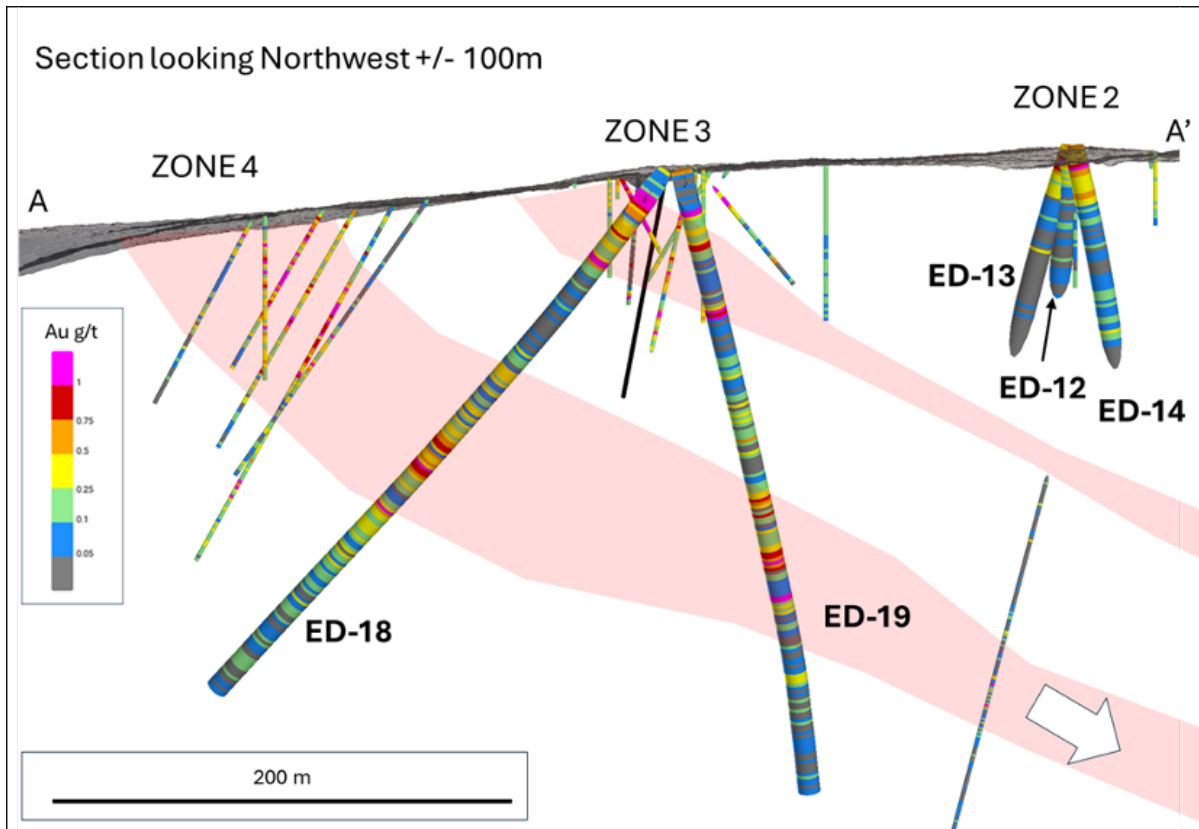 Section looking Northwest +/- 100m
ZONE 2
ZONE 3
A'
ZONE 4
A
ED-13
Au g/t
1
ED-12
0.75
ED-14
0.5
0.25
0.1
0.05
ED-18
ED-19
200 m